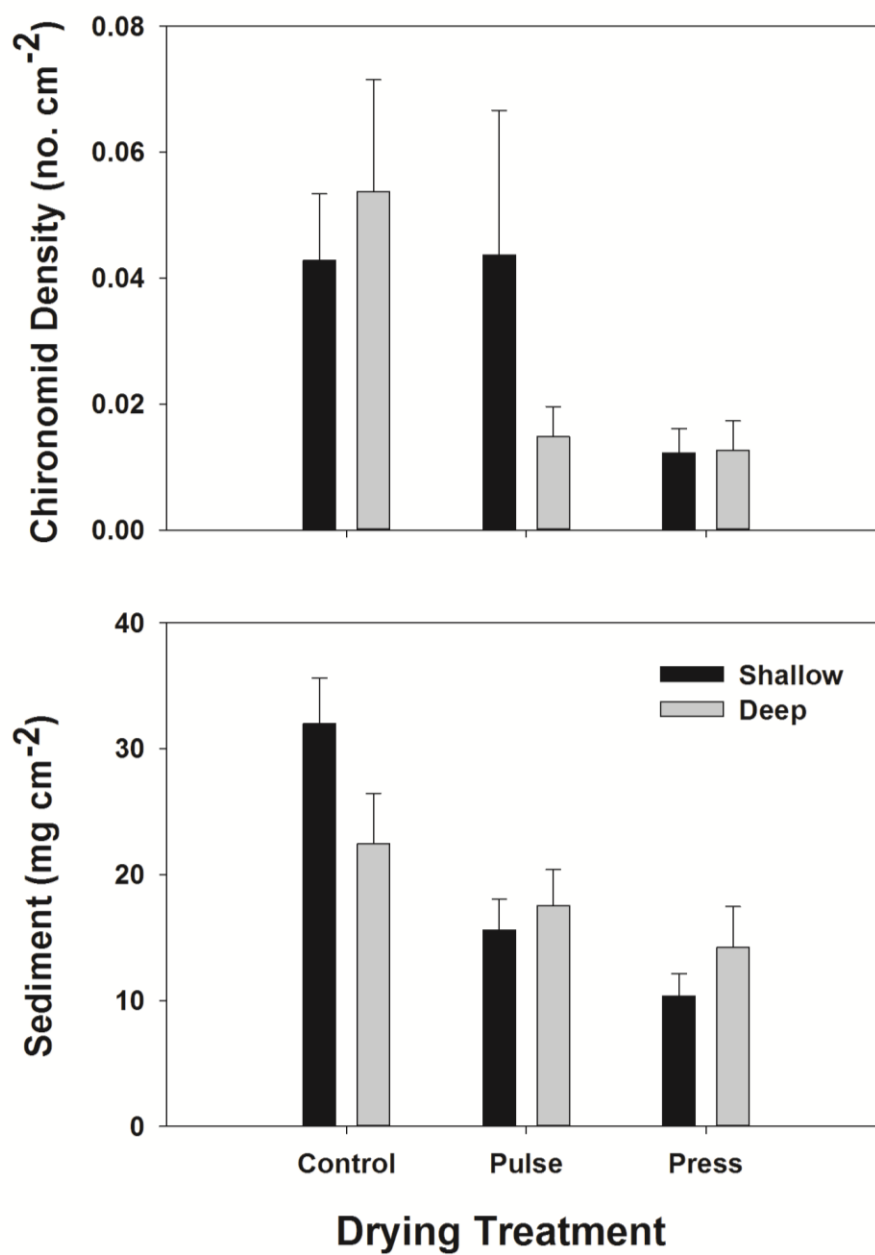 Chironomid Density (no. cm-2)
0.08
0.06
0.04
0.02
0.00
Sediment (mg cm-2)
40
30
20
10
0
Shallow
Deep
Control Pulse Press
Drying Treatment